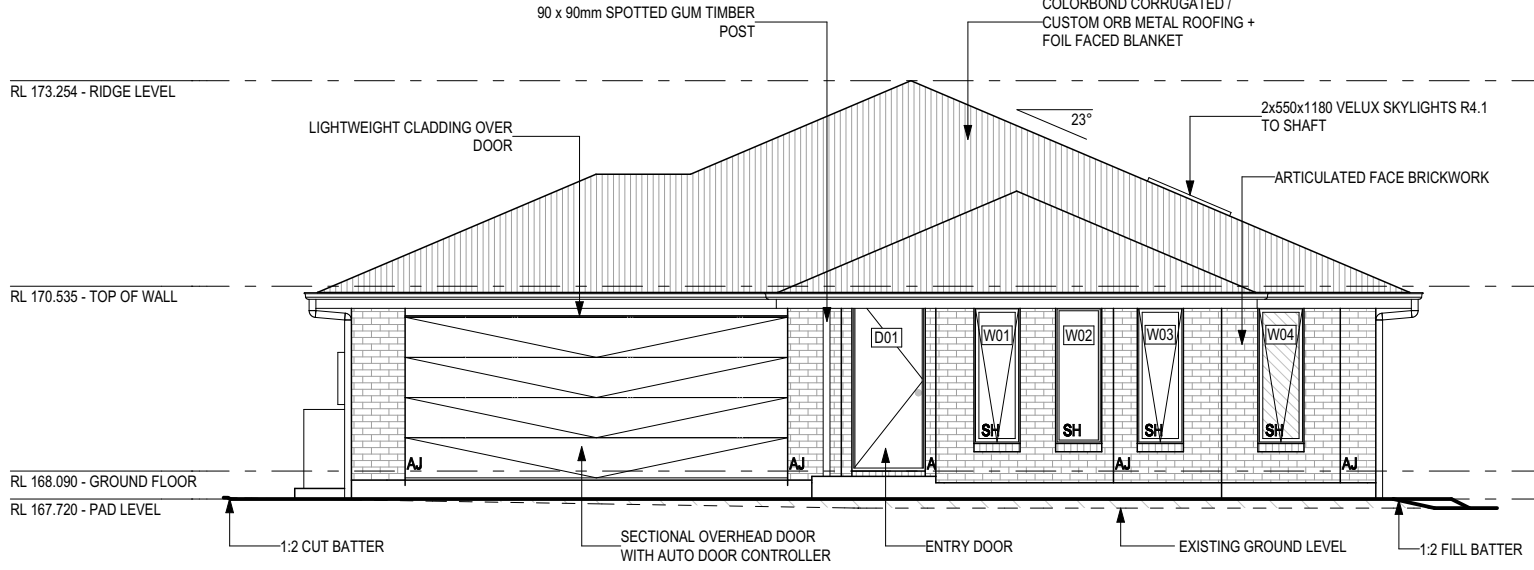 COLORBOND CORRUGATED /
CUSTOM ORB METAL ROOFING +
FOIL FACED BLANKET
90 x 90mm SPOTTED GUM TIMBER
POST
RL 173.254 - RIDGE LEVEL
23°
2x550x1180 VELUX SKYLIGHTS R4.1
TO SHAFT
LIGHTWEIGHT CLADDING OVER
DOOR
ARTICULATED FACE BRICKWORK
RL 170.535 - TOP OF WALL
D01
W01
W02
W03
W04
SH
SH
SH
SH
AJ
AJ
A
AJ
AJ
RL 168.090 - GROUND FLOOR
RL 167.720 - PAD LEVEL
1:2 CUT BATTER
SECTIONAL OVERHEAD DOOR
WITH AUTO DOOR CONTROLLER
ENTRY DOOR
EXISTING GROUND LEVEL
1:2 FILL BATTER